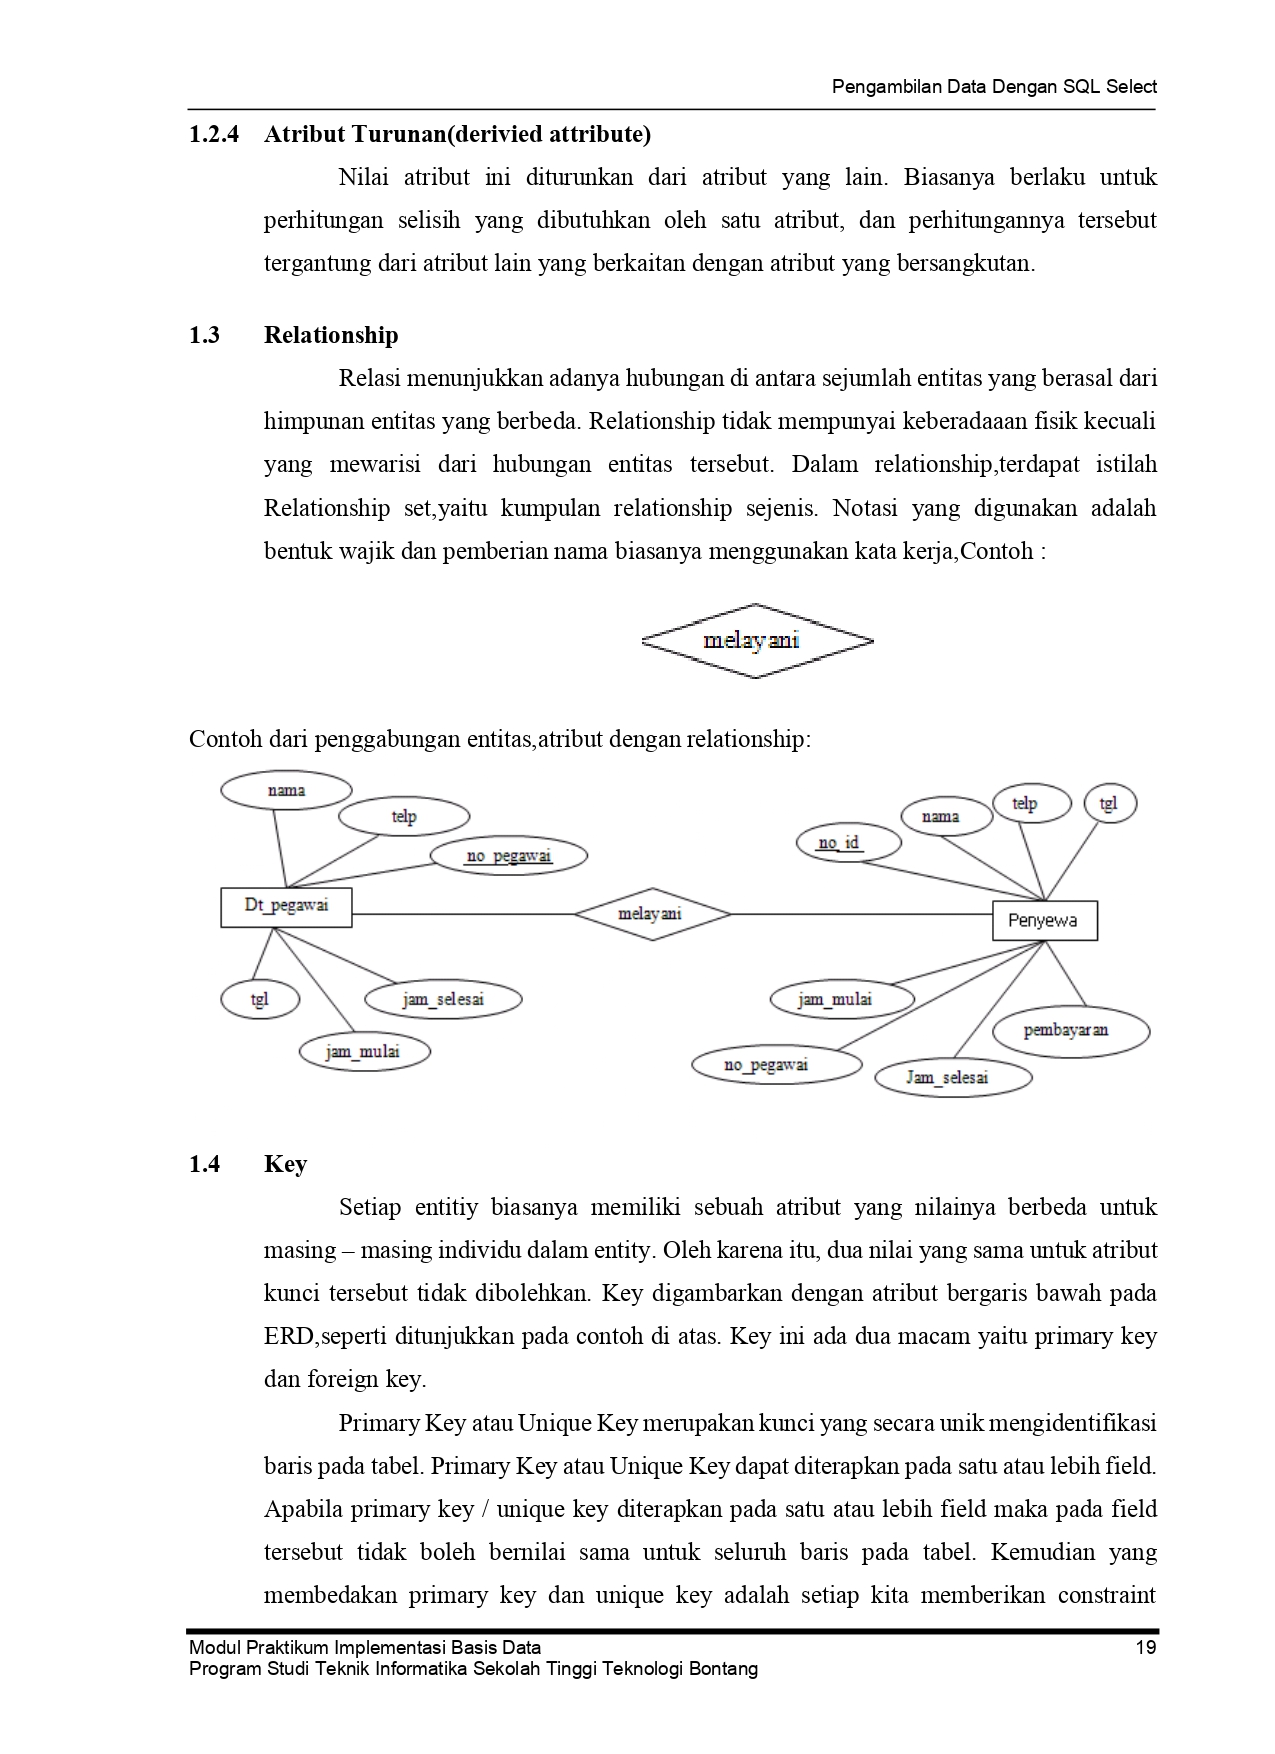 Pengambilan Data Dengan SQL Select
1.2.4 Atribut Turunan(derivied attribute)
Nilai atribut ini diturunkan dari atribut yang lain. Biasanya berlaku untuk
perhitungan selisih yang dibutuhkan oleh satu atribut, dan perhitungannya tersebut
tergantung dari atribut lain yang berkaitan dengan atribut yang bersangkutan.
1.3 Relationship
Relasi menunjukkan adanya hubungan di antara sejumlah entitas yang berasal dari
himpunan entitas yang berbeda. Relationship tidak mempunyai keberadaaan fisik kecuali
yang mewarisi dari hubungan entitas tersebut. Dalam relationship,terdapat istilah
Relationship set,yaitu kumpulan relationship sejenis. Notasi yang digunakan adalah
bentuk wajik dan pemberian nama biasanya menggunakan kata kerja,Contoh :
melayani
Contoh dari penggabungan entitas,atribut dengan relationship:
nama
telp
no_pegawai
Dt_pegawai
tgl
jam_selesai
jam_mulai
melayani
no_id
nama
telp
tgl
Penyewa
jam_mulai
no_pegawai
Jam_selesai
pembayaran
1.4 Key
Setiap entitiy biasanya memiliki sebuah atribut yang nilainya berbeda untuk
masing – masing individu dalam entity. Oleh karena itu, dua nilai yang sama untuk atribut
kunci tersebut tidak dibolehkan. Key digambarkan dengan atribut bergaris bawah pada
ERD,seperti ditunjukkan pada contoh di atas. Key ini ada dua macam yaitu primary key
dan foreign key.
Primary Key atau Unique Key merupakan kunci yang secara unik mengidentifikasi
baris pada tabel. Primary Key atau Unique Key dapat diterapkan pada satu atau lebih field.
Apabila primary key / unique key diterapkan pada satu atau lebih field maka pada field
tersebut tidak boleh bernilai sama untuk seluruh baris pada tabel. Kemudian yang
membedakan primary key dan unique key adalah setiap kita memberikan constraint
Modul Praktikum Implementasi Basis Data 19
Program Studi Teknik Informatika Sekolah Tinggi Teknologi Bontang